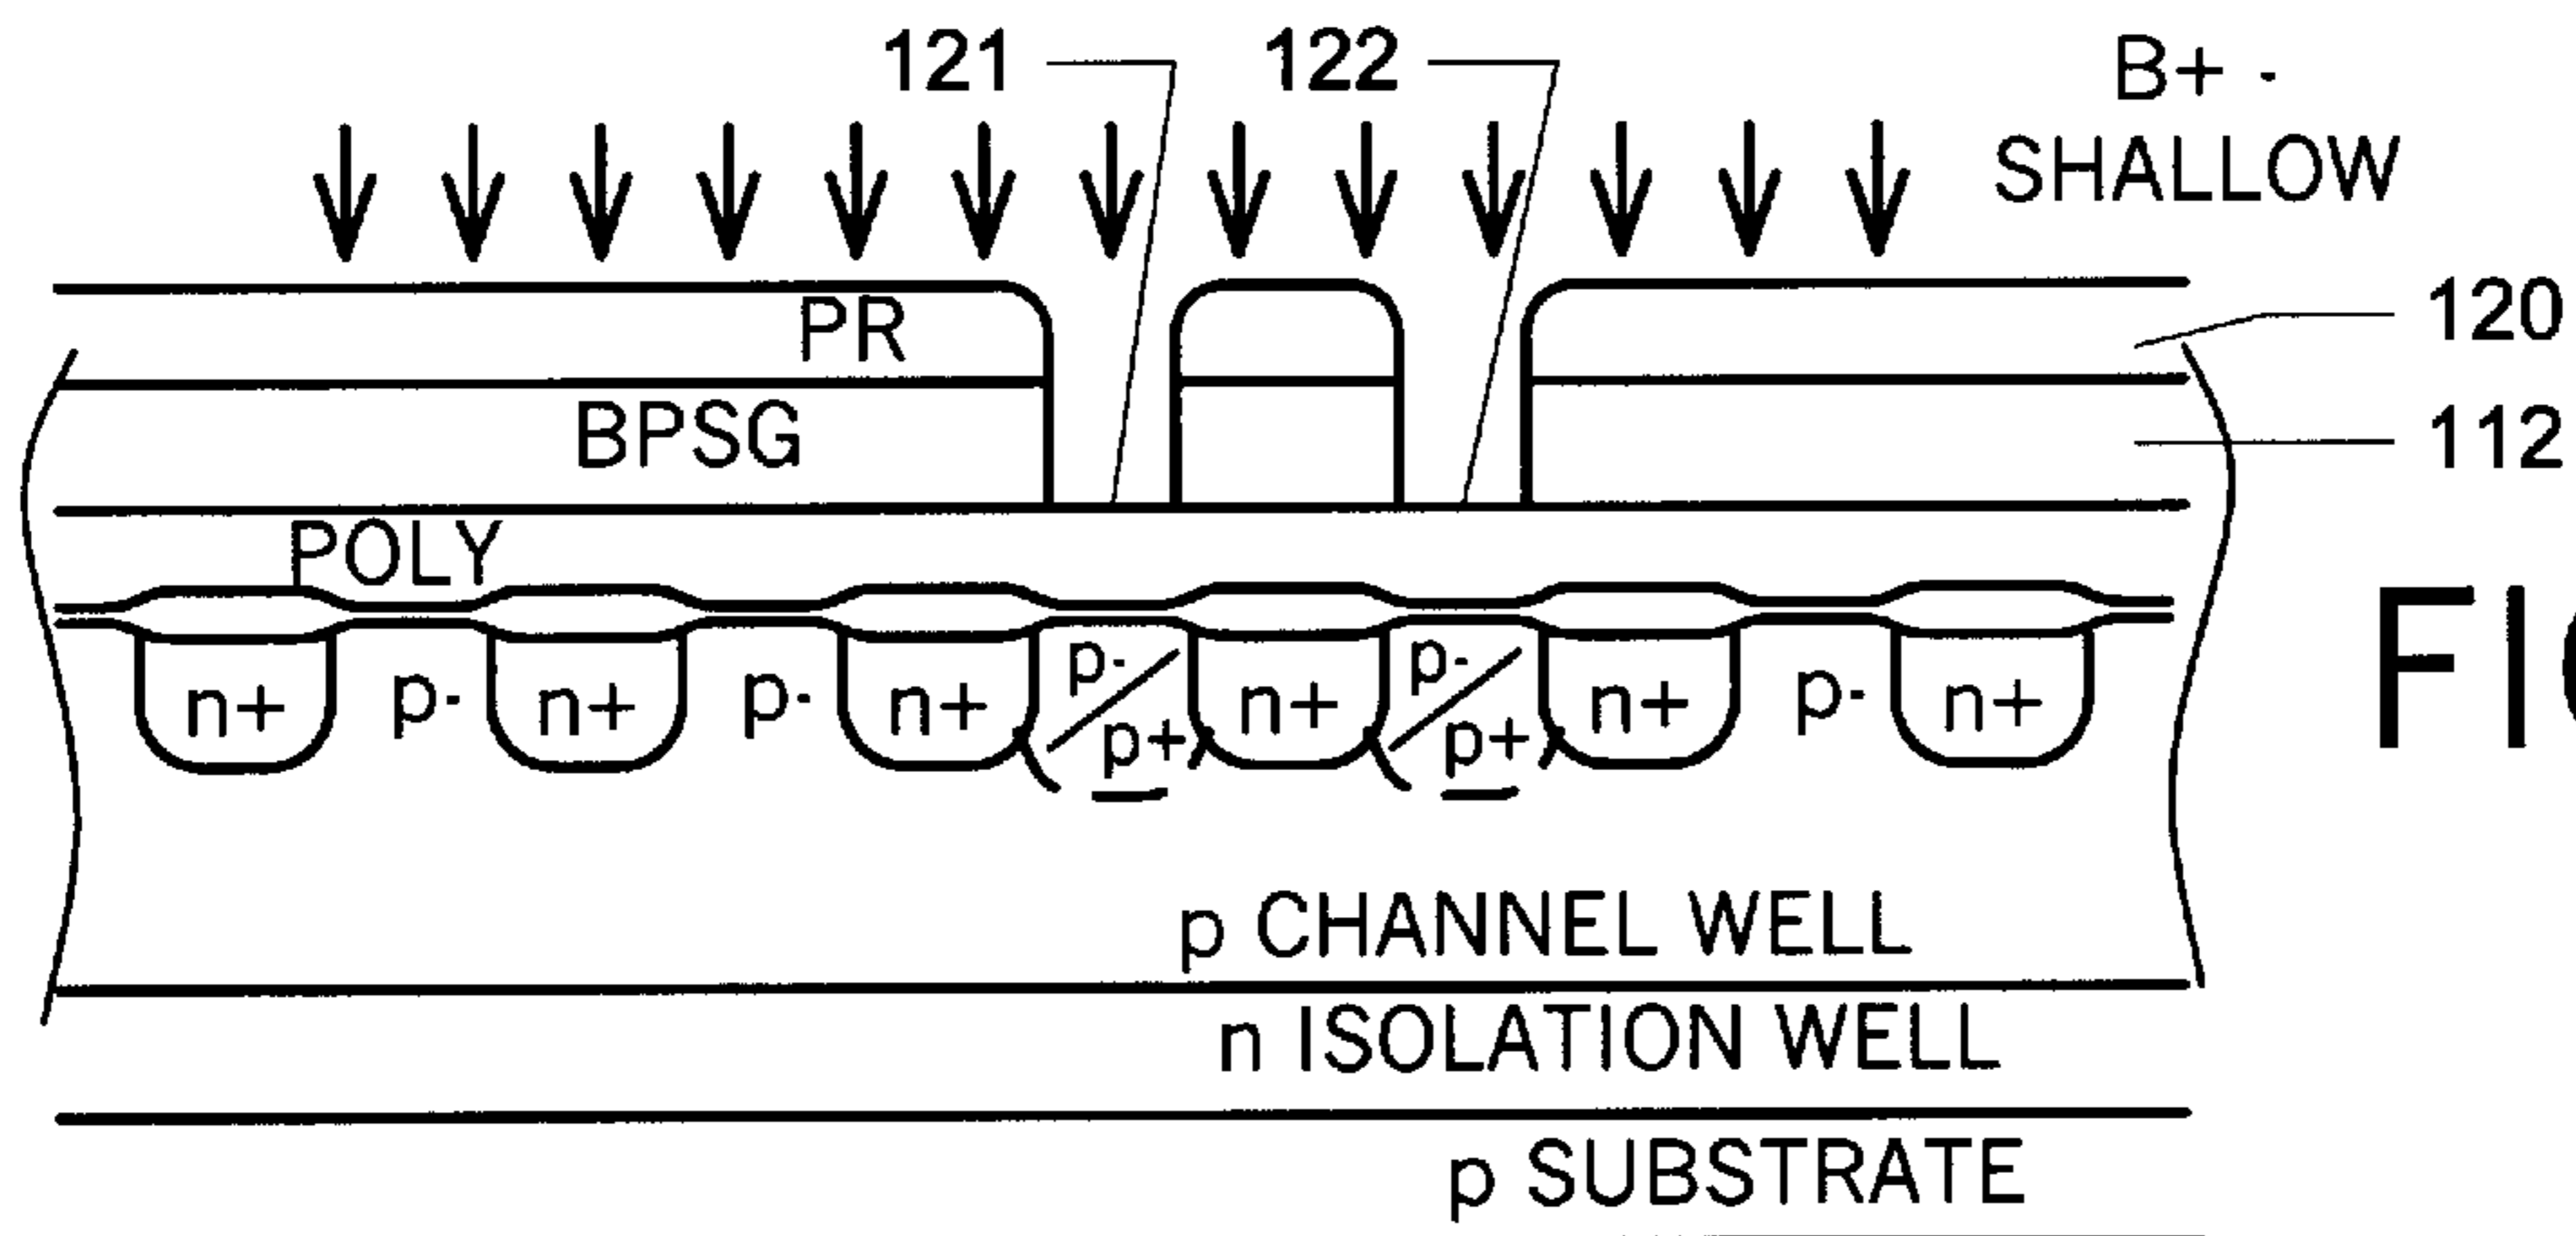 121 122 B+ -
SHALLOW
PR 120
BPSG 112
POLY
n+ p- n+ p- n+ p-/p+ n+ p-/p+ n+ p- n+
p CHANNEL WELL
n ISOLATION WELL
p SUBSTRATE